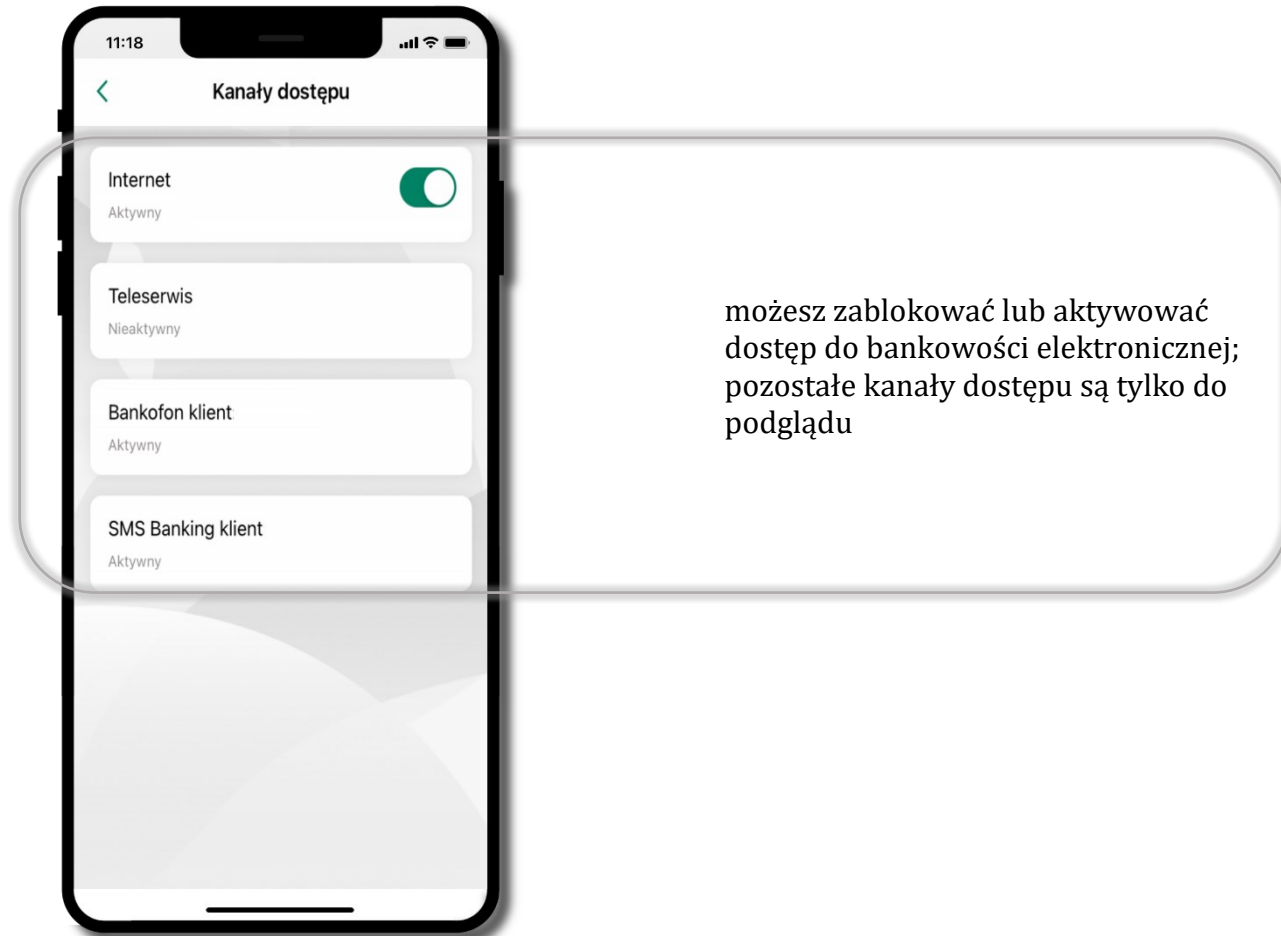 11:18
Kanały dostępu
Internet
Aktywny
Teleserwis
Nieaktywny
Bankofon klient
Aktywny
SMS Banking klient
Aktywny
możesz zablokować lub aktywować
dostęp do bankowości elektronicznej;
pozostałe kanały dostępu są tylko do
podglądu